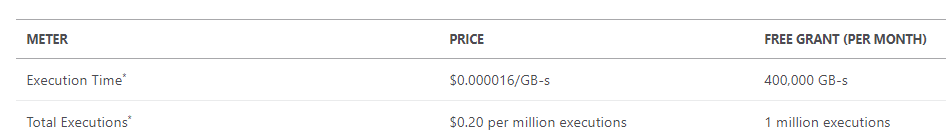 METER PRICE FREE GRANT (PER MONTH)
Execution Time* $0.000016/GB-s 400,000 GB-s
Total Executions* $0.20 per million executions 1 million executions